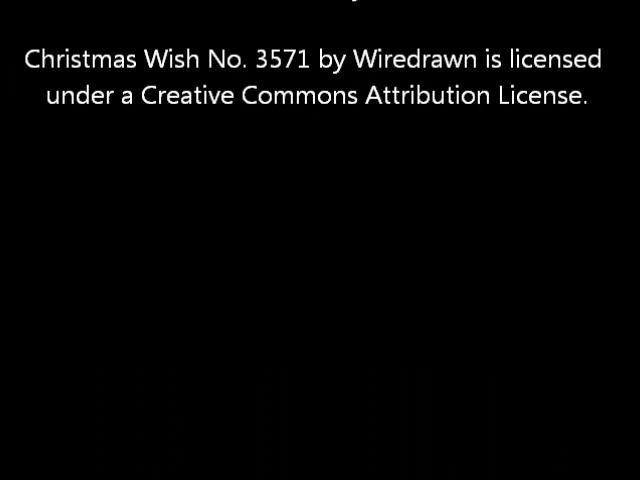 Christmas Wish No. 3571 by Wiredrawn is licensed
under a Creative Commons Attribution License.